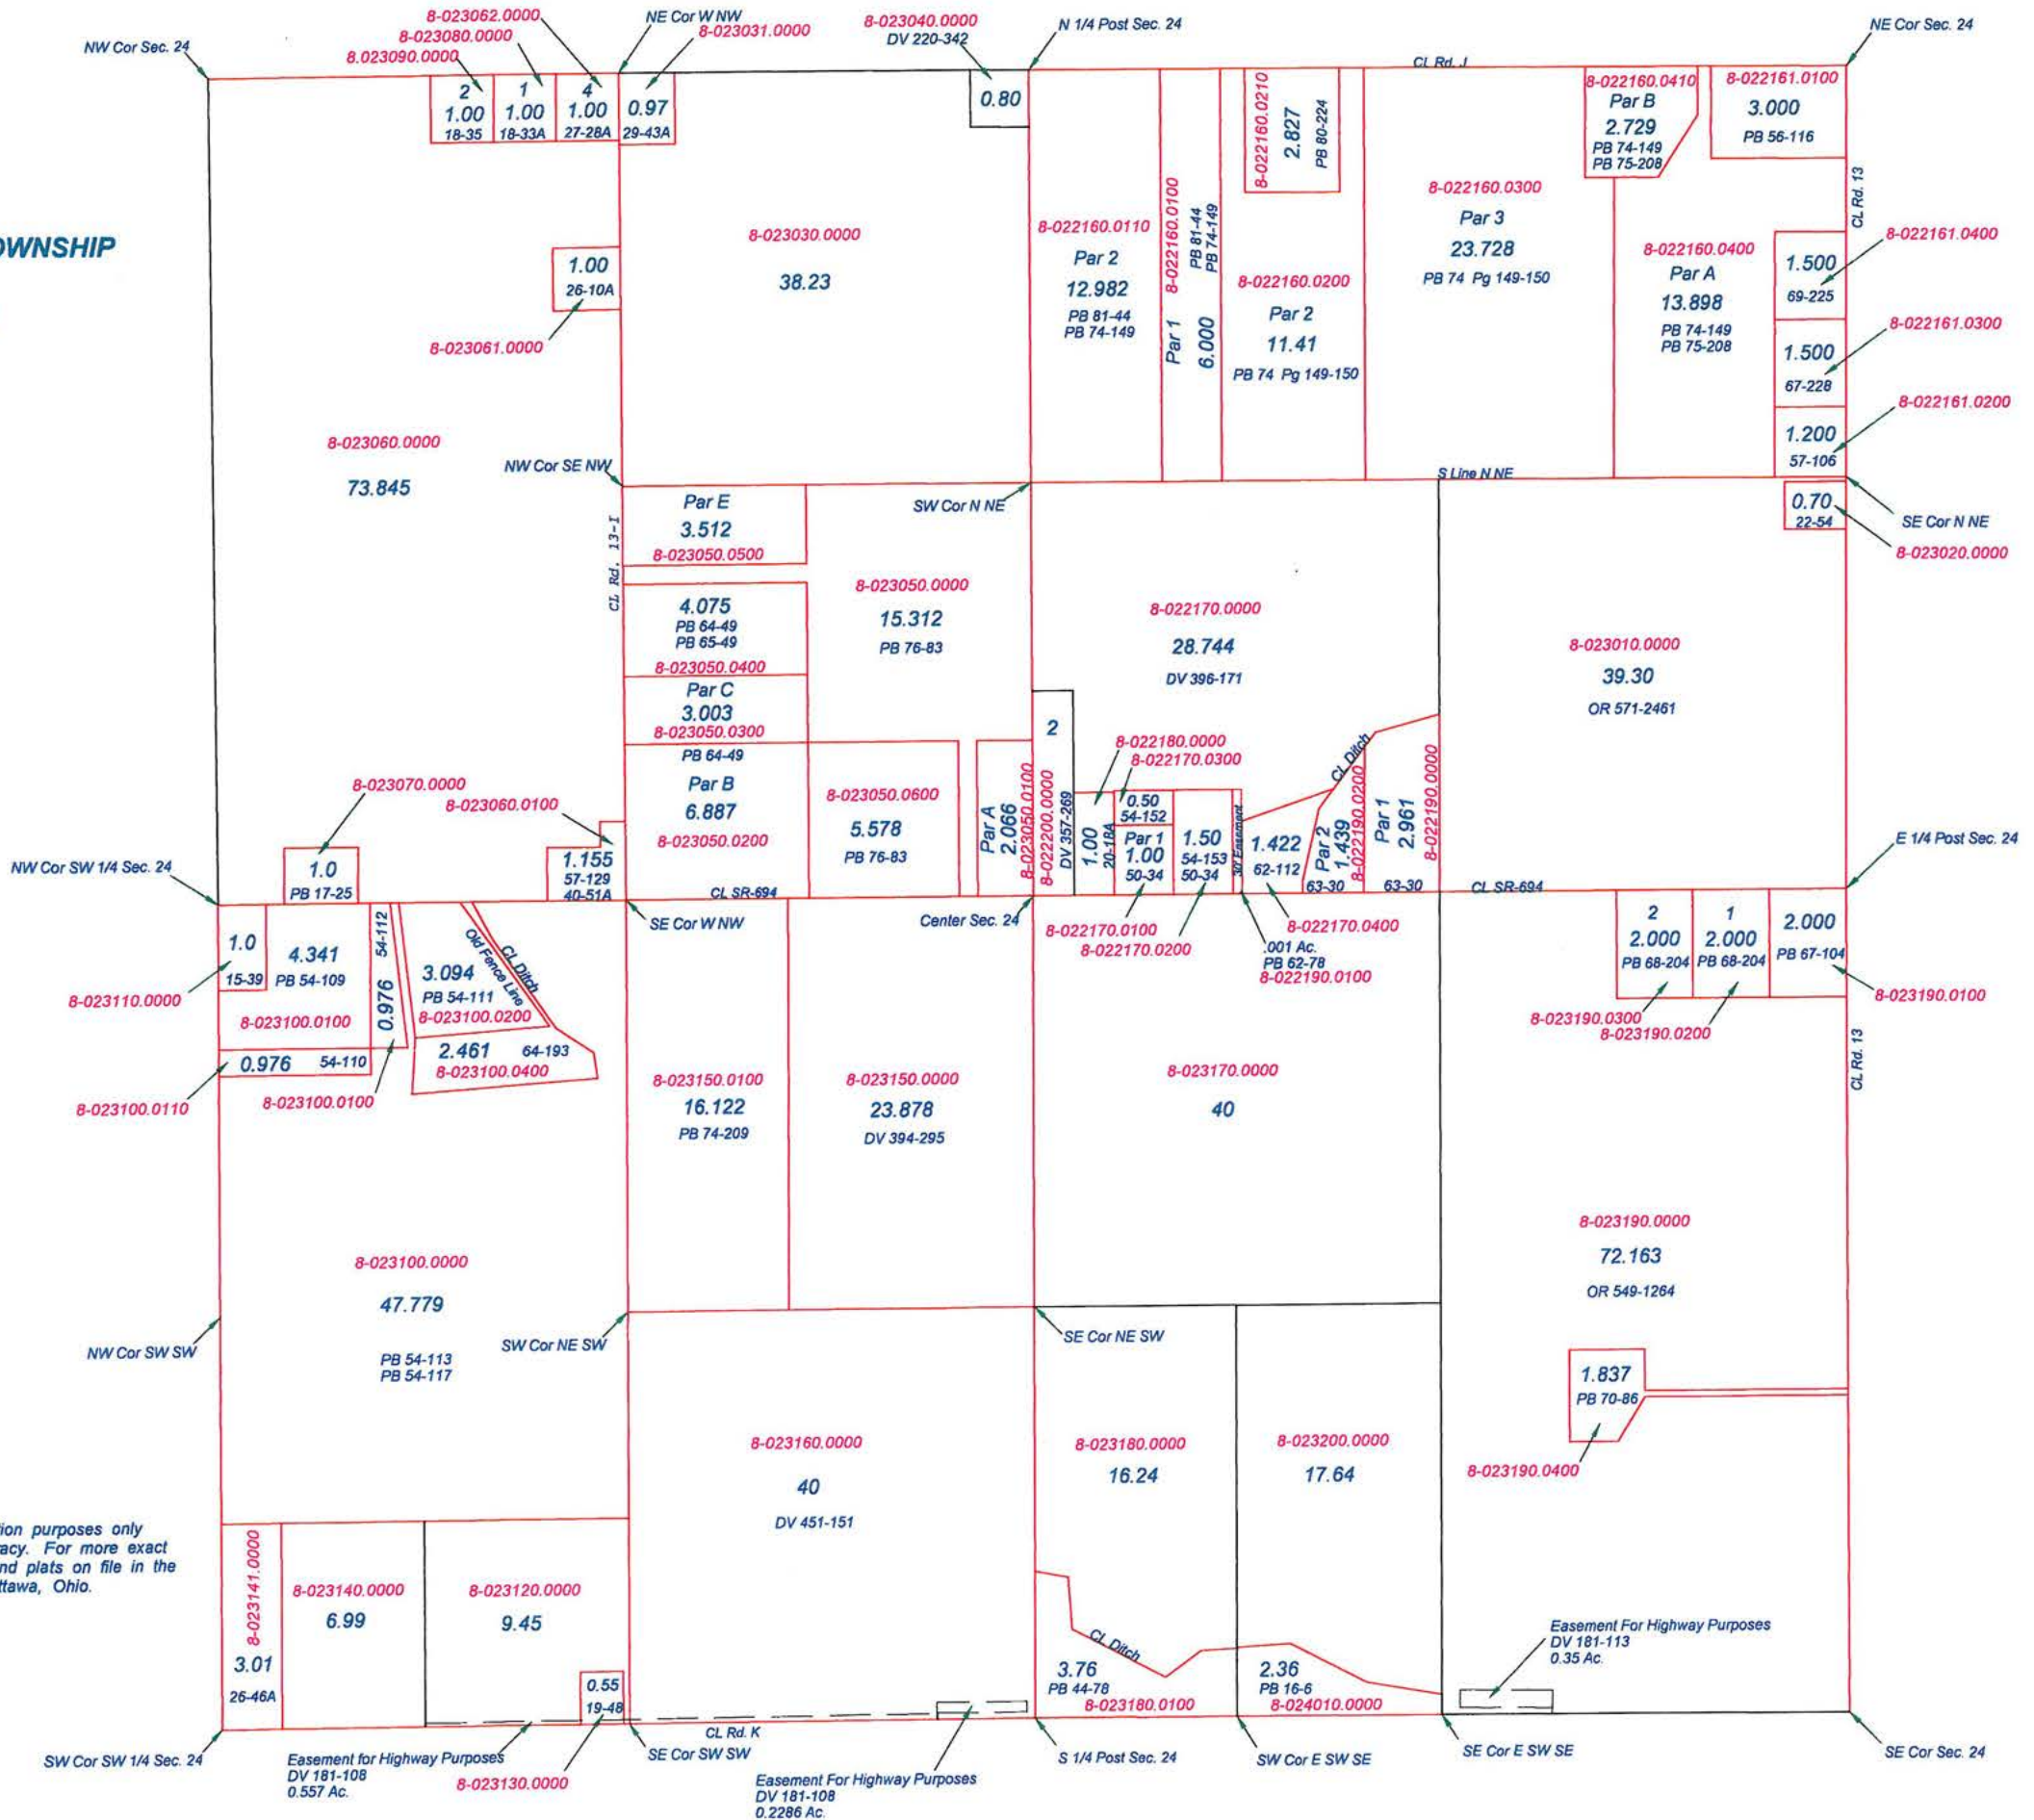 8-023062.0000
NE Cor W NW
8-023040.0000
DV 220-342
N 1/4 Post Sec. 24
NE Cor Sec. 24
8-023080.0000
8-023031.0000
NW Cor Sec. 24
8.023090.0000
CL Rd. J
2
1.00
18-35
1
1.00
18-33A
4
1.00
27-28A
0.97
29-43A
0.80
8-022160.0210
2.827
PB 80-224
8-022160.0410
Par B
2.729
PB 74-149
PB 75-208
8-022161.0100
3.000
PB 56-116
CL Rd. 13
OWNSHIP
1.00
26-10A
8-023061.0000
8-023030.0000
38.23
8-022160.0110
Par 2
12.982
PB 81-44
PB 74-149
Par 1
8-022160.0100
6.000
PB 81-44
PB 74-149
8-022160.0200
Par 2
11.41
PB 74 Pg 149-150
8-022160.0300
Par 3
23.728
PB 74 Pg 149-150
8-022160.0400
Par A
13.898
PB 74-149
PB 75-208
1.500
69-225
8-022161.0400
1.500
67-228
8-022161.0300
1.200
57-106
8-022161.0200
8-023060.0000
73.845
NW Cor SE NW
SW Cor N NE
S Line N NE
0.70
22-54
SE Cor N NE
8-023020.0000
CL Rd. 13-I
Par E
3.512
8-023050.0500
4.075
PB 64-49
PB 65-49
8-023050.0400
Par C
3.003
8-023050.0300
PB 64-49
Par B
6.887
8-023050.0200
8-023050.0000
15.312
PB 76-83
8-023050.0600
5.578
PB 76-83
Par A
2.066
8-023050.0100
8-022200.0000
2
DV 357-269
8-022170.0000
28.744
DV 396-171
8-022180.0000
8-022170.0300
1.00
20-18A
0.50
54-152
Par 1
1.00
50-34
1.50
54-153
50-34
30' Easement
1.422
62-112
CL Ditch
Par 2
1.439
8-022190.0200
63-30
Par 1
2.961
8-022190.0000
63-30
8-023010.0000
39.30
OR 571-2461
8-023070.0000
8-023060.0100
1.0
PB 17-25
1.155
57-129
40-51A
NW Cor SW 1/4 Sec. 24
CL SR-694
CL SR-694
E 1/4 Post Sec. 24
SE Cor W NW
Center Sec. 24
8-022170.0100
8-022170.0200
8-022170.0400
.001 Ac.
PB 62-78
8-022190.0100
1.0
15-39
8-023110.0000
4.341
PB 54-109
8-023100.0100
54-112
0.976
3.094
PB 54-111
8-023100.0200
Old Fence Line
CL Ditch
0.976 54-110
8-023100.0110
8-023100.0100
2.461 64-193
8-023100.0400
2
2.000
PB 68-204
1
2.000
PB 68-204
2.000
PB 67-104
8-023190.0100
8-023190.0300
8-023190.0200
CL Rd. 13
8-023150.0100
16.122
PB 74-209
8-023150.0000
23.878
DV 394-295
8-023170.0000
40
8-023100.0000
47.779
PB 54-113
PB 54-117
8-023190.0000
72.163
OR 549-1264
NW Cor SW SW
SW Cor NE SW
SE Cor NE SW
1.837
PB 70-86
8-023190.0400
8-023160.0000
40
DV 451-151
8-023180.0000
16.24
8-023200.0000
17.64
ion purposes only
racy. For more exact
nd plats on file in the
ttawa, Ohio.
8-023141.0000
3.01
26-46A
8-023140.0000
6.99
8-023120.0000
9.45
0.55
19-48
CL Ditch
3.76
PB 44-78
8-023180.0100
2.36
PB 16-6
8-024010.0000
Easement For Highway Purposes
DV 181-113
0.35 Ac.
CL Rd. K
SW Cor SW 1/4 Sec. 24
Easement for Highway Purposes
DV 181-108
0.557 Ac.
8-023130.0000
SE Cor SW SW
Easement For Highway Purposes
DV 181-108
0.2286 Ac.
S 1/4 Post Sec. 24
SW Cor E SW SE
SE Cor E SW SE
SE Cor Sec. 24